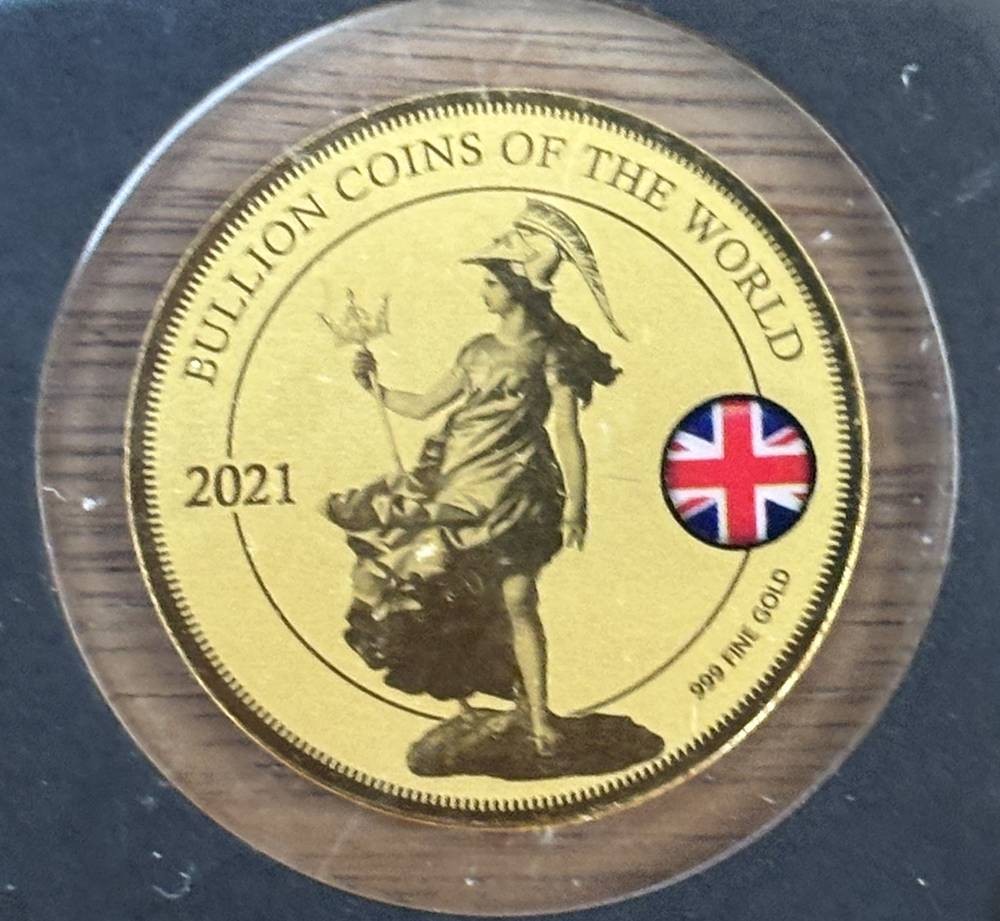 BULLION COINS OF THE WORLD
2021
999 FINE GOLD